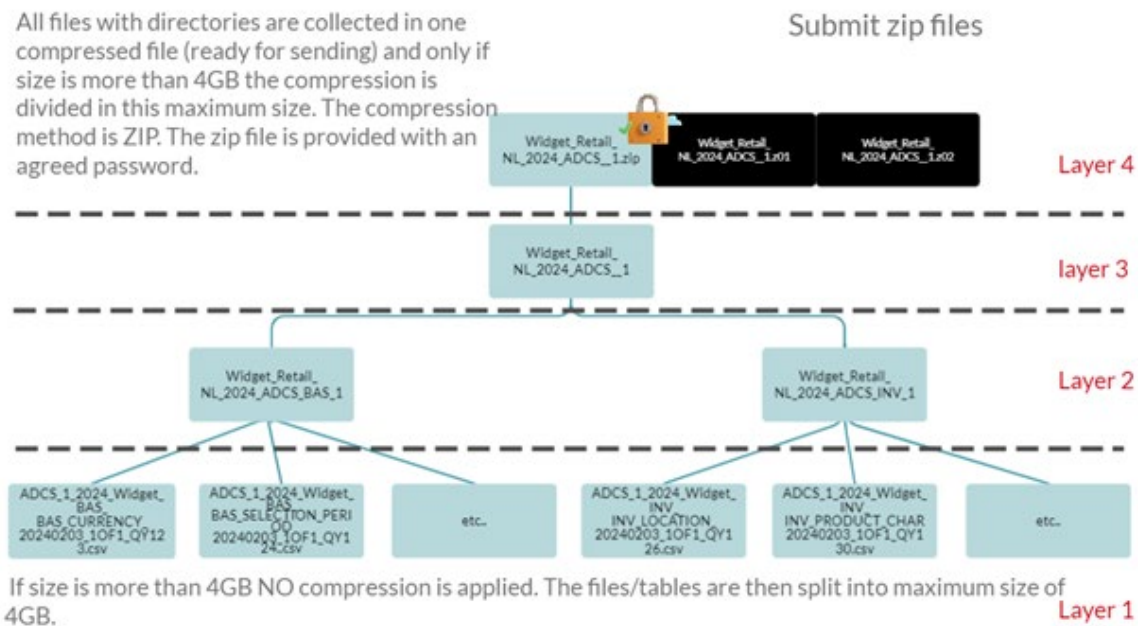 All files with directories are collected in one
compressed file (ready for sending) and only if
size is more than 4GB the compression is
divided in this maximum size. The compression
method is ZIP. The zip file is provided with an
agreed password.
Submit zip files
Widget_Retail_
NL_2024_ADCS__1.zip
Widget_Retail_
NL_2024_ADCS__1.z01
Widget_Retail_
NL_2024_ADCS__1.z02
Layer 4
Widget_Retail_
NL_2024_ADCS__1
layer 3
Widget_Retail_
NL_2024_ADCS_BAS_1
Widget_Retail_
NL_2024_ADCS_INV_1
Layer 2
ADCS_1_2024_Widget_
BAS_
BAS_CURRENCY_
20240203_1OF1_QY12
3.csv
ADCS_1_2024_Widget_
BAS_
BAS_SELECTION_PERI
OD_
20240203_1OF1_QY1
24.csv
etc..
ADCS_1_2024_Widget_
INV_
INV_LOCATION_
20240203_1OF1_QY1
26.csv
ADCS_1_2024_Widget_
INV_
INV_PRODUCT_CHAR
20240203_1OF1_QY1
30.csv
etc..
If size is more than 4GB NO compression is applied. The files/tables are then split into maximum size of
4GB.
Layer 1